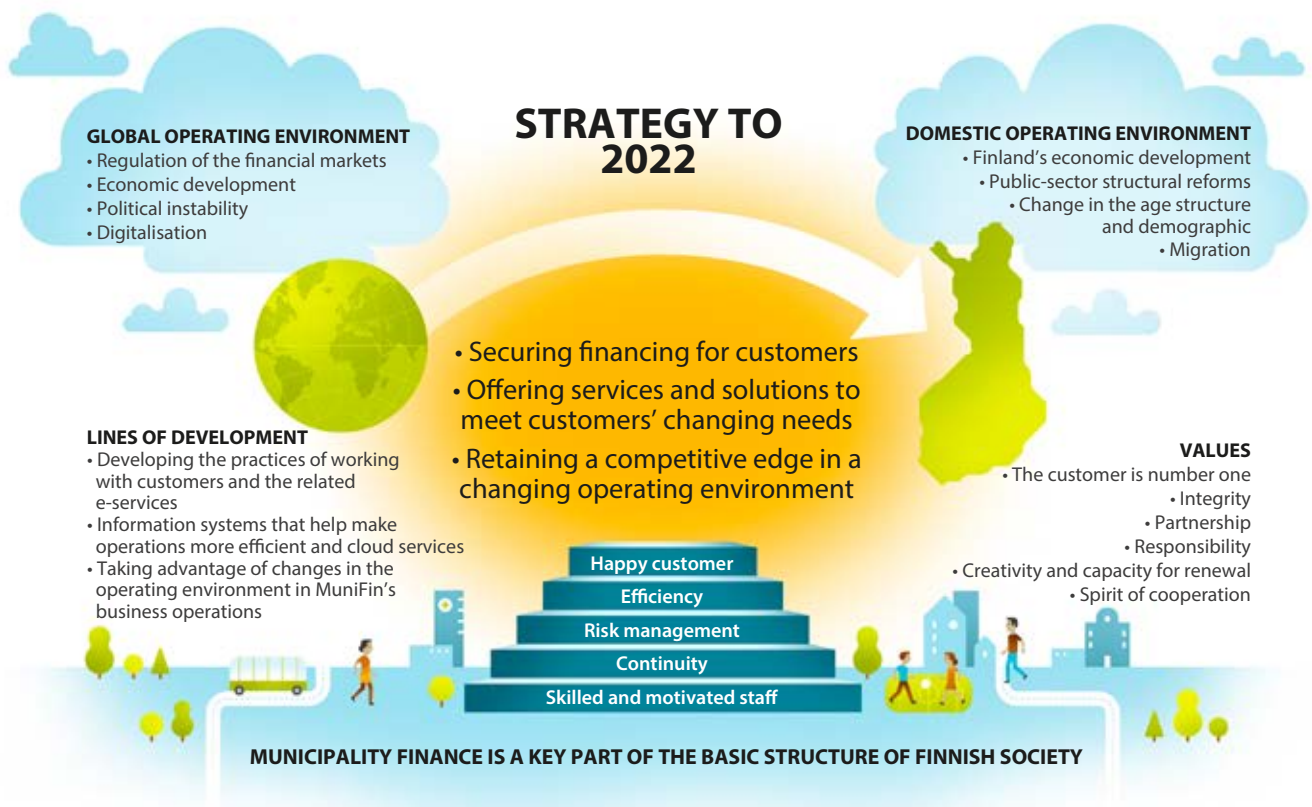 STRATEGY TO
2022
GLOBAL OPERATING ENVIRONMENT
• Regulation of the financial markets
• Economic development
• Political instability
• Digitalisation
DOMESTIC OPERATING ENVIRONMENT
• Finland's economic development
• Public-sector structural reforms
• Change in the age structure
and demographic
• Migration
• Securing financing for customers
• Offering services and solutions to
meet customers' changing needs
• Retaining a competitive edge in a
changing operating environment
LINES OF DEVELOPMENT
• Developing the practices of working
with customers and the related
e-services
• Information systems that help make
operations more efficient and cloud services
• Taking advantage of changes in the
operating environment in MuniFin's
business operations
VALUES
• The customer is number one
• Integrity
• Partnership
• Responsibility
• Creativity and capacity for renewal
• Spirit of cooperation
Happy customer
Efficiency
Risk management
Continuity
Skilled and motivated staff
MUNICIPALITY FINANCE IS A KEY PART OF THE BASIC STRUCTURE OF FINNISH SOCIETY